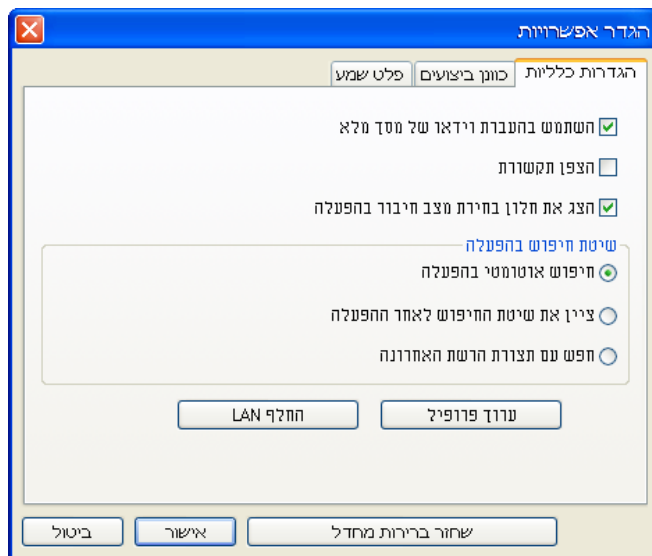 הגדר אפשרויות
הגדרות כלליות
כוונן ביצועים
פלט שמע
השתמש בהעברת וידאו של מסך מלא
הצפן תקשורת
הצג את חלון בחירת מצב חיבור בהפעלה
שיטת חיפוש בהפעלה
חיפוש אוטומטי בהפעלה
ציין את שיטת החיפוש לאחר ההפעלה
חפש עם תצורת הרשת האחרונה
ערוך פרופיל
החלף LAN
שחזר ברירות מחדל
אישור
ביטול